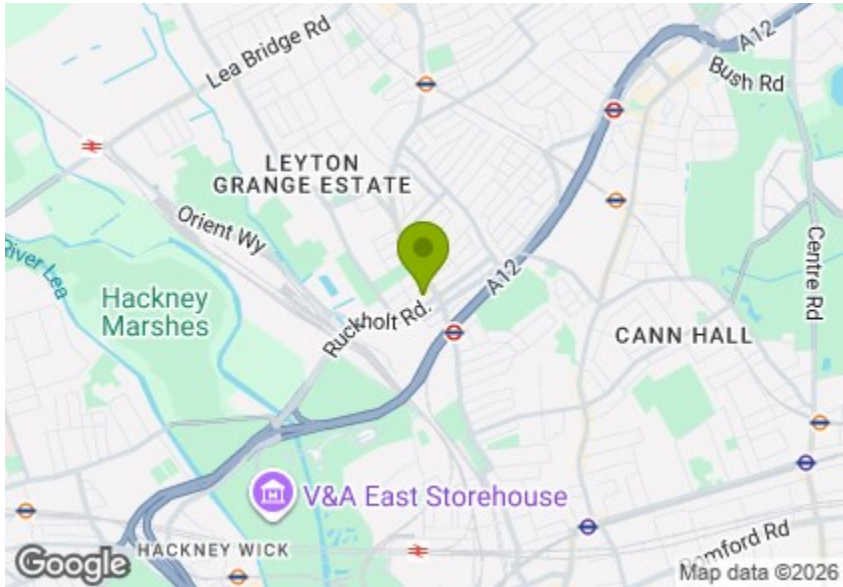 A12
Lea Bridge Rd
Bush Rd
LEYTON
GRANGE ESTATE
Orient Wy
River Lea
Centre Rd
A12
Hackney
Marshes
Ruckholt Rd.
CANN HALL
V&A East Storehouse
HACKNEY WICK
Romford Rd
Google
Map data ©2026